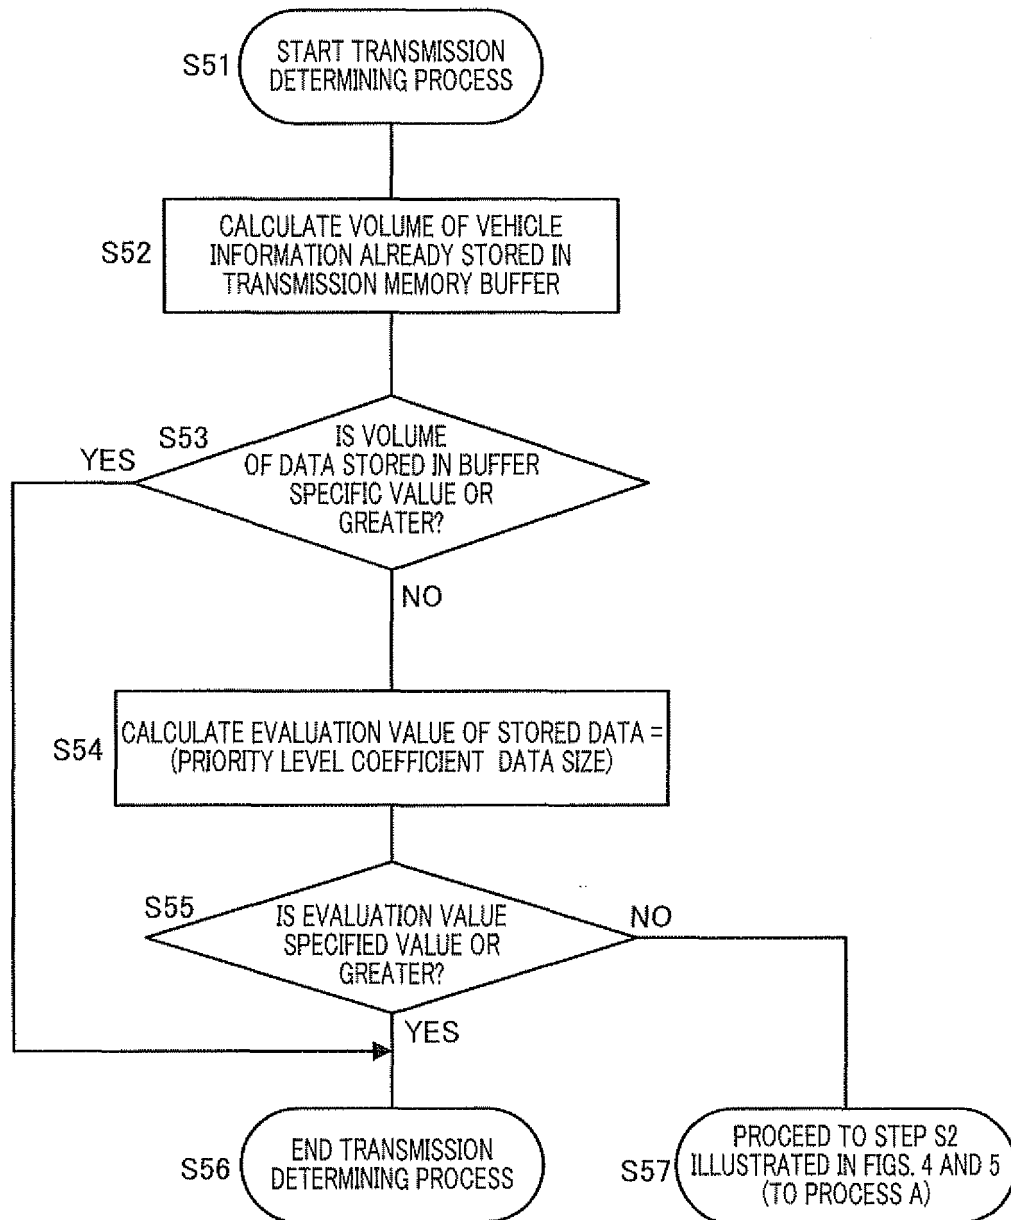 S51
START TRANSMISSION
DETERMINING PROCESS
S52
CALCULATE VOLUME OF VEHICLE
INFORMATION ALREADY STORED IN
TRANSMISSION MEMORY BUFFER
S53
YES
IS VOLUME
OF DATA STORED IN BUFFER
SPECIFIC VALUE OR
GREATER?
NO
S54
CALCULATE EVALUATION VALUE OF STORED DATA =
(PRIORITY LEVEL COEFFICIENT DATA SIZE)
S55
IS EVALUATION VALUE
SPECIFIED VALUE OR
GREATER?
NO
YES
S56
END TRANSMISSION
DETERMINING PROCESS
S57
PROCEED TO STEP S2
ILLUSTRATED IN FIGS. 4 AND 5
(TO PROCESS A)